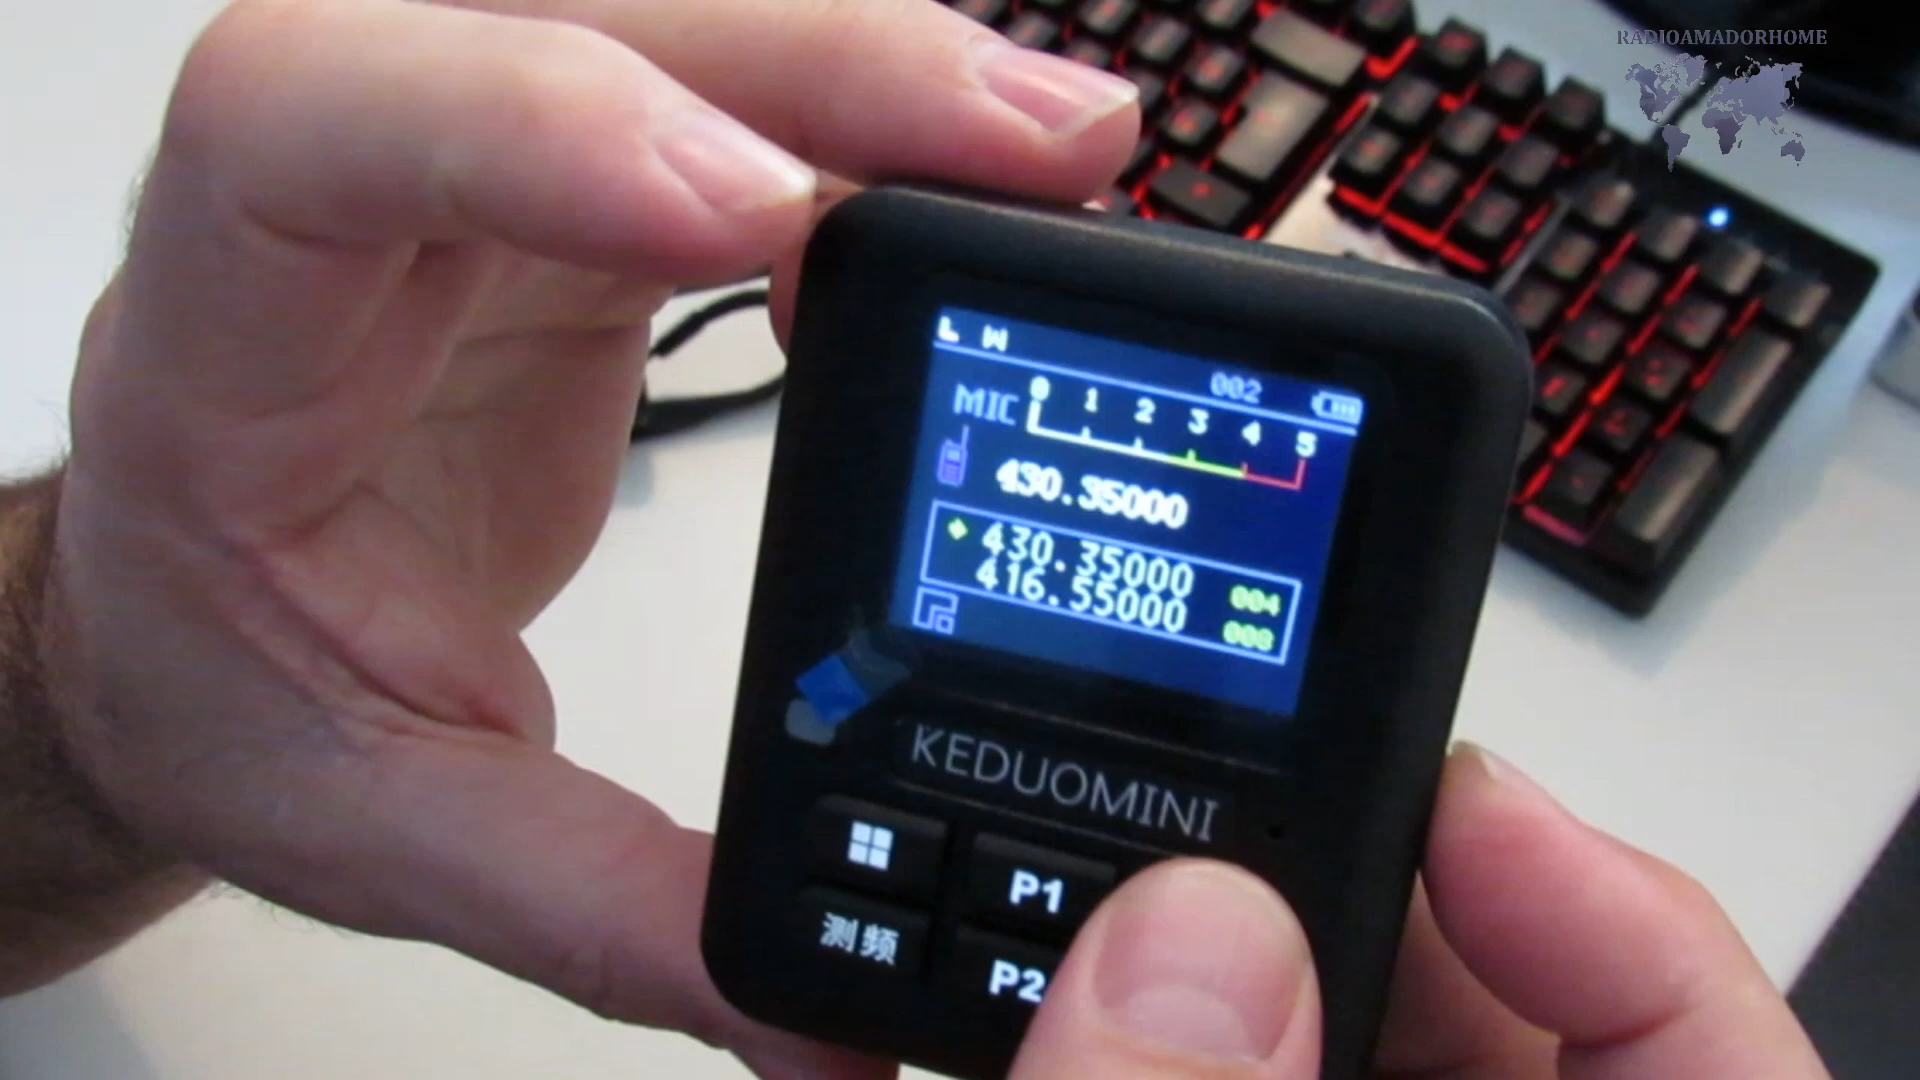 RADIOAMADORHOME
L W 002
MIC 0 1 2 3 4 5
430.35000
430.35000 004
416.55000 008
KEDUOMINI
P1
测频
P2